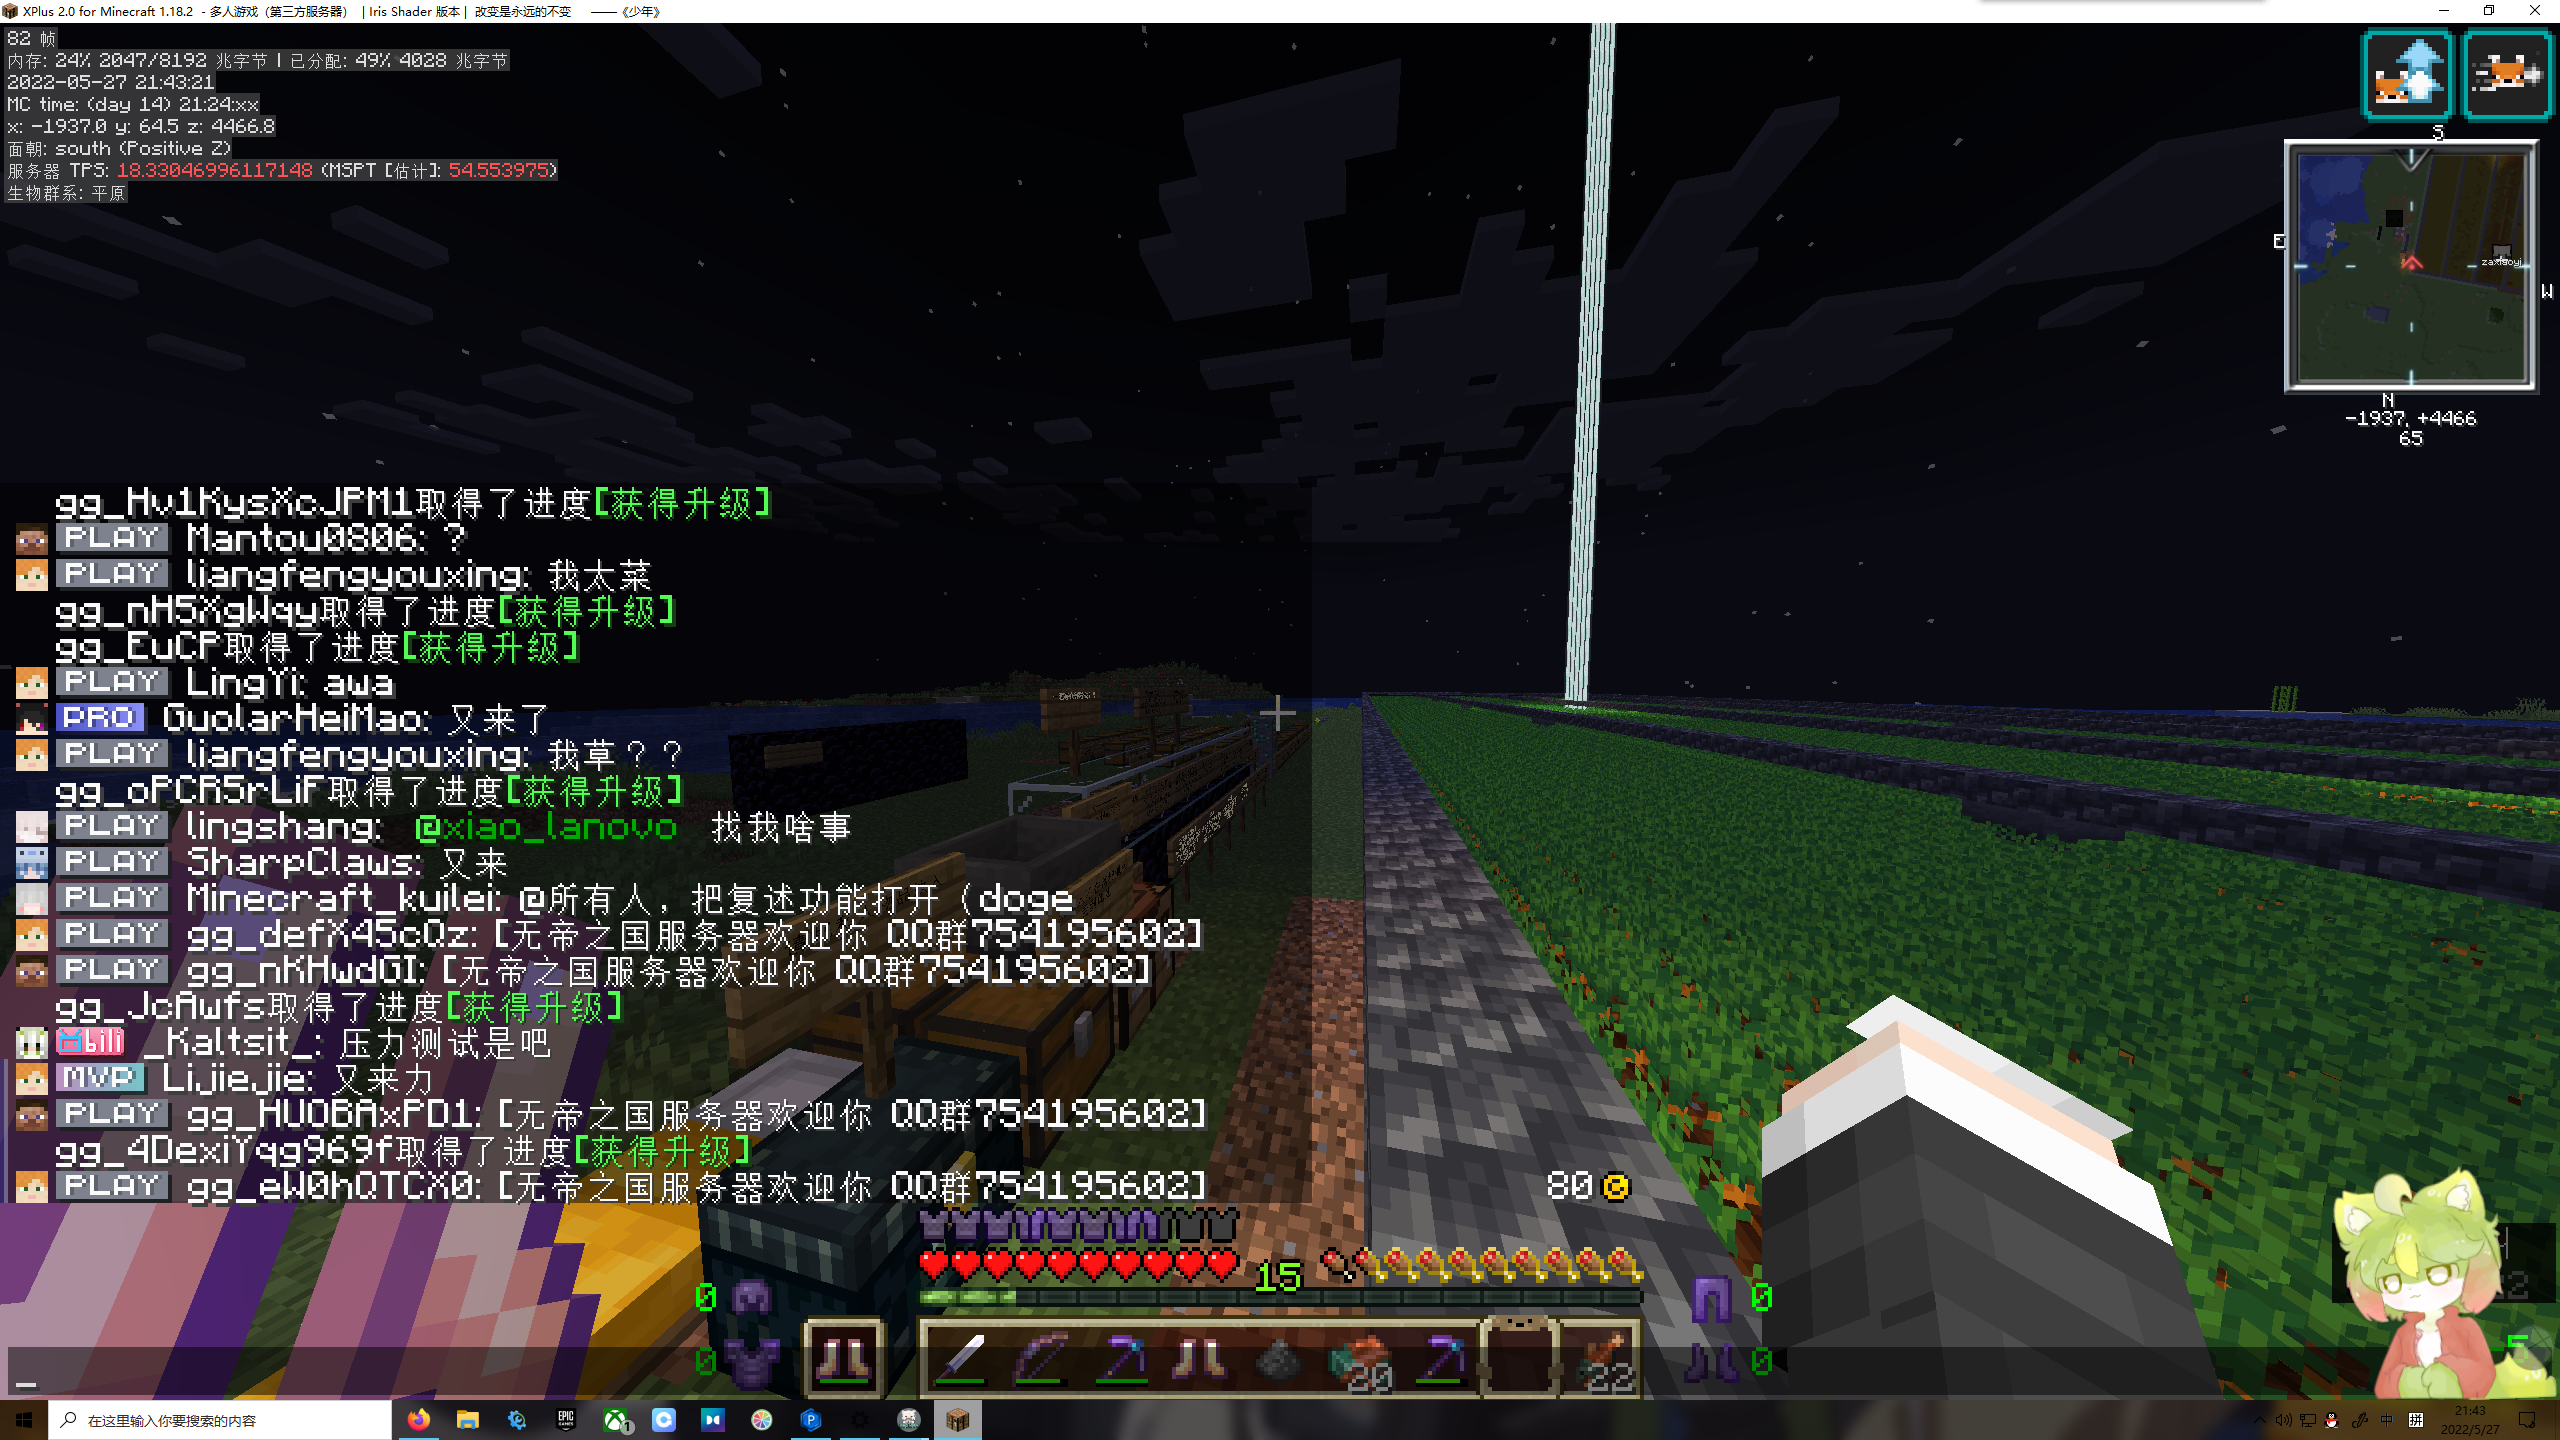 XPlus 2.0 for Minecraft 1.18.2 - 多人游戏（第三方服务器） | Iris Shader 版本 | 改变是永远的不变 ——《少年》
82 帧
内存: 24% 2047/8192 兆字节 | 已分配: 49% 4028 兆字节
2022-05-27 21:43:21
MC time: (day 14) 21:24:xx
x: -1937.0 y: 64.5 z: 4466.8
面朝: south (Positive Z)
服务器 TPS: 18.330469961117148 (MSPT [估计]: 54.553975)
生物群系: 平原
S
E
zaxiaoyi
W
N
-1937, +4466
65
gg_Hv1KysXcJPM1取得了进度[获得升级]
PLAY Mantou0806: ?
PLAY liangfengyouxing: 我太菜
gg_nH5XgWqy取得了进度[获得升级]
gg_EuCP取得了进度[获得升级]
PLAY LingYi: awa
PRO GuolarHeiMao: 又来了
PLAY liangfengyouxing: 我草？？
gg_oPCR5rLiF取得了进度[获得升级]
PLAY lingshang: @xiao_lanovo 找我啥事
PLAY SharpClaws: 又来
PLAY Minecraft_kuilei: @所有人，把复述功能打开（doge
PLAY gg_defX45cQz: [无帝之国服务器欢迎你 QQ群754195602]
PLAY gg_nKHwdGI: [无帝之国服务器欢迎你 QQ群754195602]
gg_JcAwfs取得了进度[获得升级]
bili _Kaltsit_: 压力测试是吧
MVP LiJieJie: 又来力
PLAY gg_HUOBAxPD1: [无帝之国服务器欢迎你 QQ群754195602]
gg_4DexiYqg969f取得了进度[获得升级]
PLAY gg_eW0hQTCX0: [无帝之国服务器欢迎你 QQ群754195602]
80
15
0
0
0
0
20
22
5
在这里输入你要搜索的内容
EPIC GAMES
1
中
拼
21:43
2022/5/27